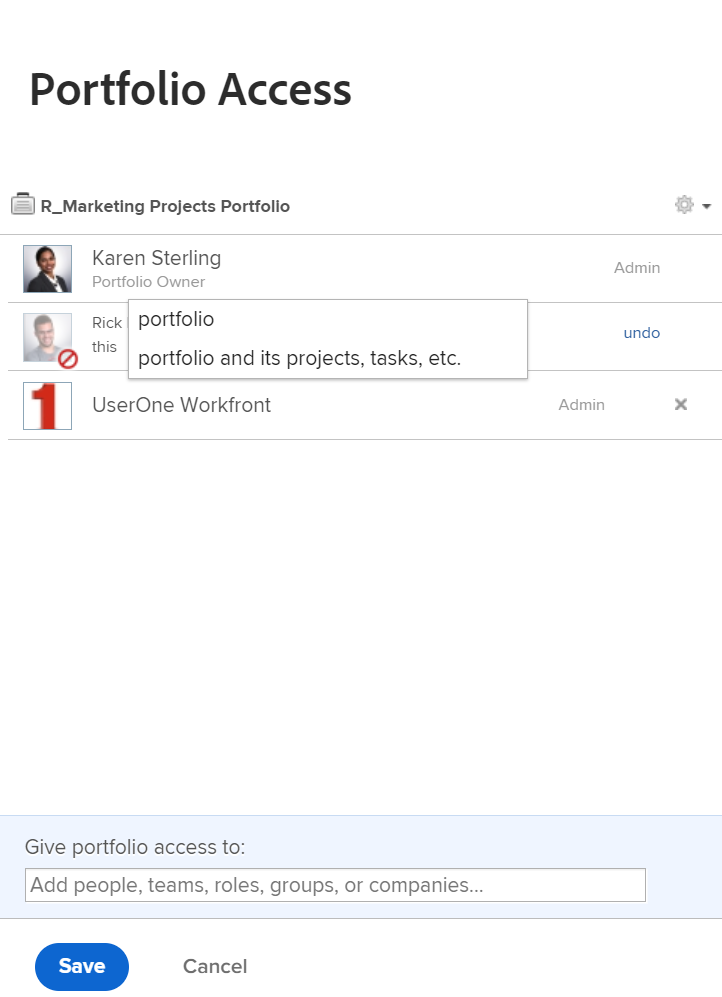 Portfolio Access
R_Marketing Projects Portfolio
Karen Sterling
Portfolio Owner
Admin
Rick
this
portfolio
portfolio and its projects, tasks, etc.
undo
1
UserOne Workfront
Admin
Give portfolio access to:
Add people, teams, roles, groups, or companies...
Save
Cancel